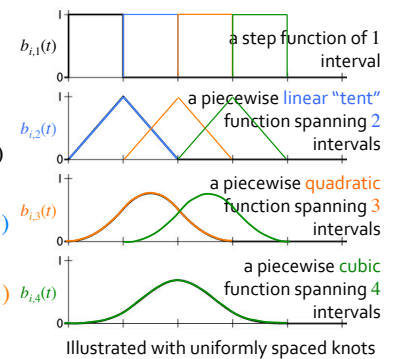 1
b_{i,1}(t)
0
a step function of 1
interval
1
b_{i,2}(t)
0
a piecewise linear “tent”
function spanning 2
intervals
)
1
b_{i,3}(t)
0
a piecewise quadratic
function spanning 3
intervals
)
1
b_{i,4}(t)
0
a piecewise cubic
function spanning 4
intervals
)
Illustrated with uniformly spaced knots